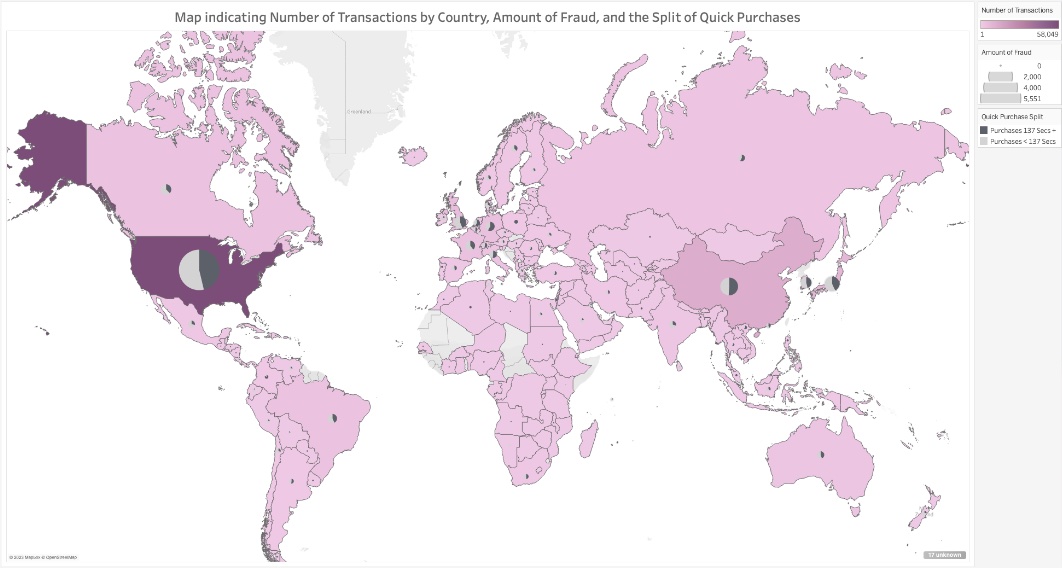 Map indicating Number of Transactions by Country, Amount of Fraud, and the Split of Quick Purchases
Number of Transactions
1 58,049
Amount of Fraud
0
2,000
4,000
5,551
Quick Purchase Split
Purchases 137 Secs +
Purchases < 137 Secs
Greenland
© 2025 Mapbox © OpenStreetMap
17 unknown